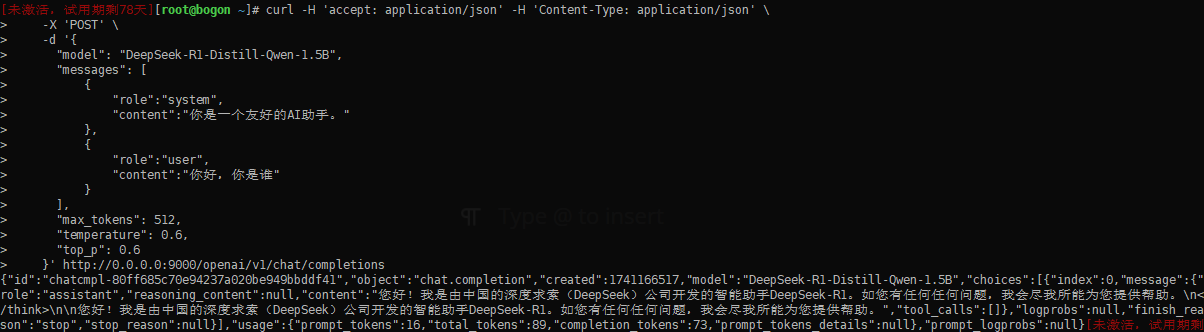 [未激活，试用期剩78天][root@bogon ~]# curl -H 'accept: application/json' -H 'Content-Type: application/json' \
>     -X 'POST' \
>     -d '{
>       "model": "DeepSeek-R1-Distill-Qwen-1.5B",
>       "messages": [
>           {
>               "role":"system",
>               "content":"你是一个友好的AI助手。"
>           },
>           {
>               "role":"user",
>               "content":"你好，你是谁"
>           }
>       ],
>       "max_tokens": 512,
¶ Type @ to insert
>       "temperature": 0.6,
>       "top_p": 0.6
>     }' http://0.0.0.0:9000/openai/v1/chat/completions
{"id":"chatcmpl-80ff685c70e94237a020be949bbddf41","object":"chat.completion","created":1741166517,"model":"DeepSeek-R1-Distill-Qwen-1.5B","choices":[{"index":0,"message":{"
role":"assistant","reasoning_content":null,"content":"您好！我是由中国的深度求索（DeepSeek）公司开发的智能助手DeepSeek-R1。如您有任何任何问题，我会尽我所能为您提供帮助。\n<
/think>\n\n您好！我是由中国的深度求索（DeepSeek）公司开发的智能助手DeepSeek-R1。如您有任何任何问题，我会尽我所能为您提供帮助。","tool_calls":[]},"logprobs":null,"finish_rea
son":"stop","stop_reason":null}],"usage":{"prompt_tokens":16,"total_tokens":89,"completion_tokens":73,"prompt_tokens_details":null},"prompt_logprobs":null}[未激活，试用期剩